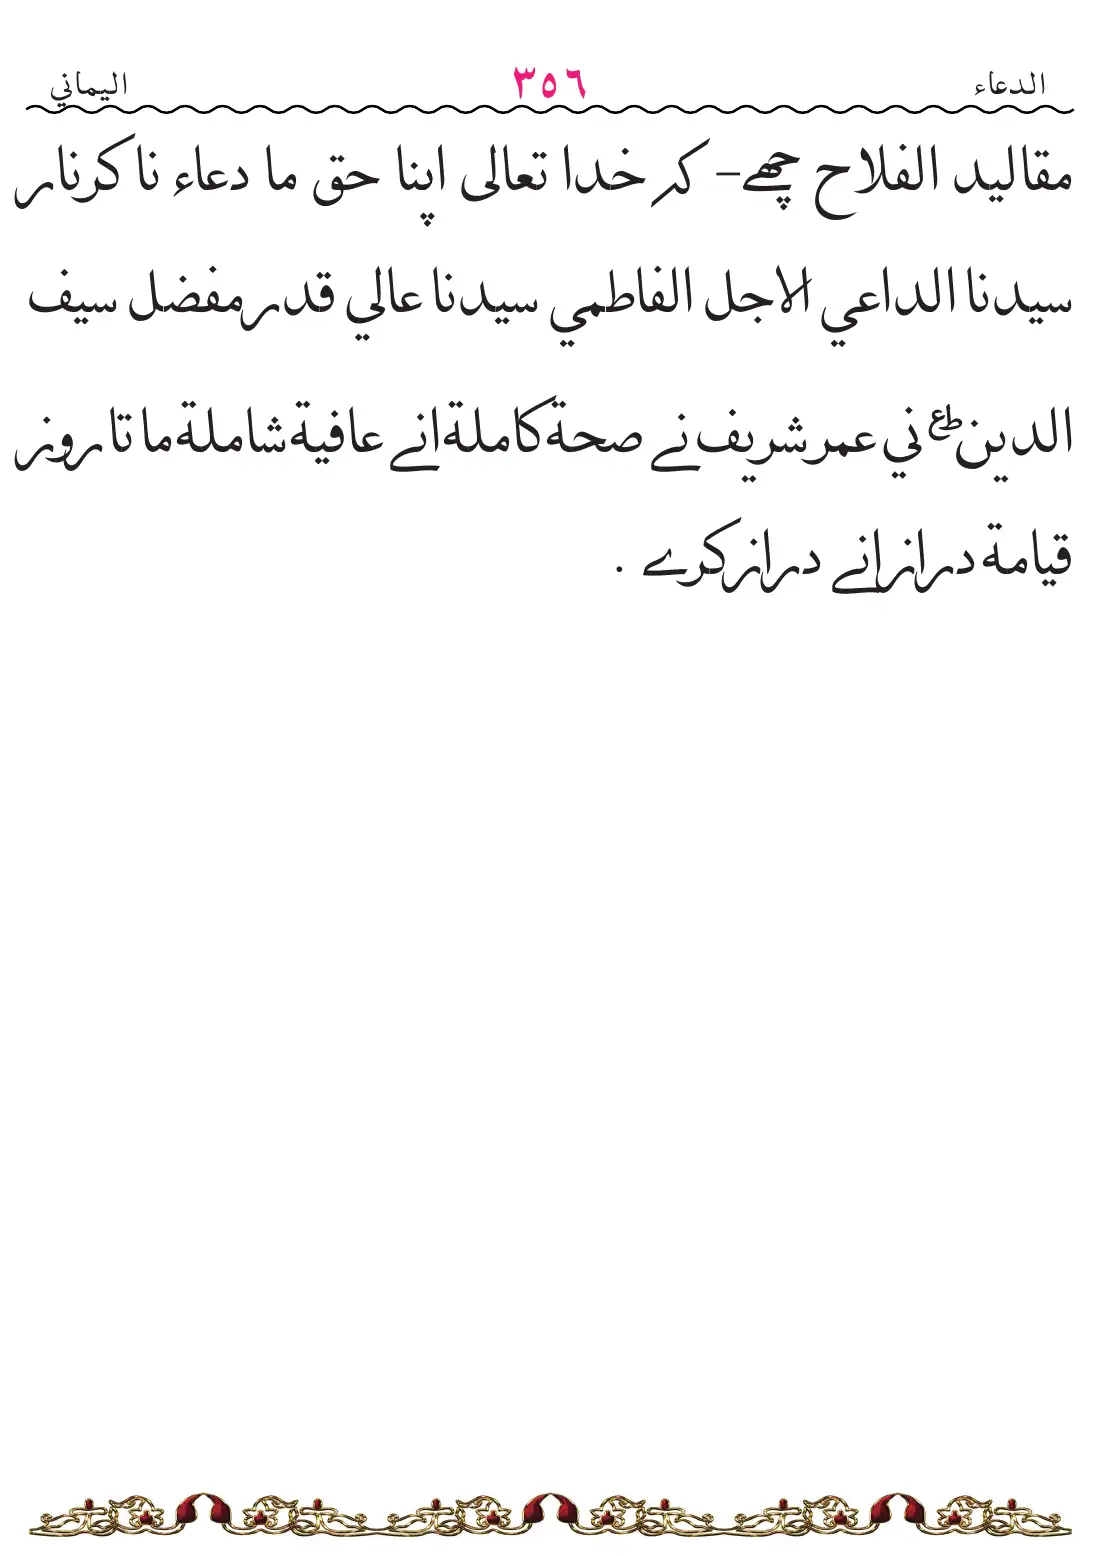 الدعاء ٣٥٦ اليماني
مقاليد الفلاح چھے- كہ خدا تعالى اپنا حق ما دعاء نا كرنار
سيدنا الداعي الاجل الفاطمي سيدنا عالي قدر مفضل سيف
الدين طع ني عمر شريف نے صحة كاملة انے عافية شاملة ما تا روز
قيامة دراز انے دراز كرے .